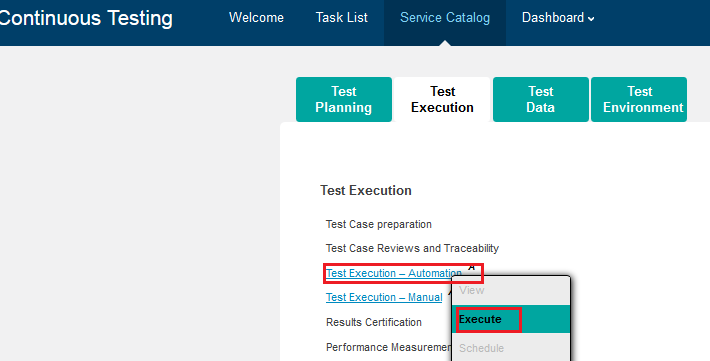 Continuous Testing Welcome Task List Service Catalog Dashboard
Test Planning
Test Execution
Test Data
Test Environment
Test Execution
Test Case preparation
Test Case Reviews and Traceability
Test Execution – Automation A
View
Test Execution – Manual
Execute
Results Certification
Schedule
Performance Measuremen